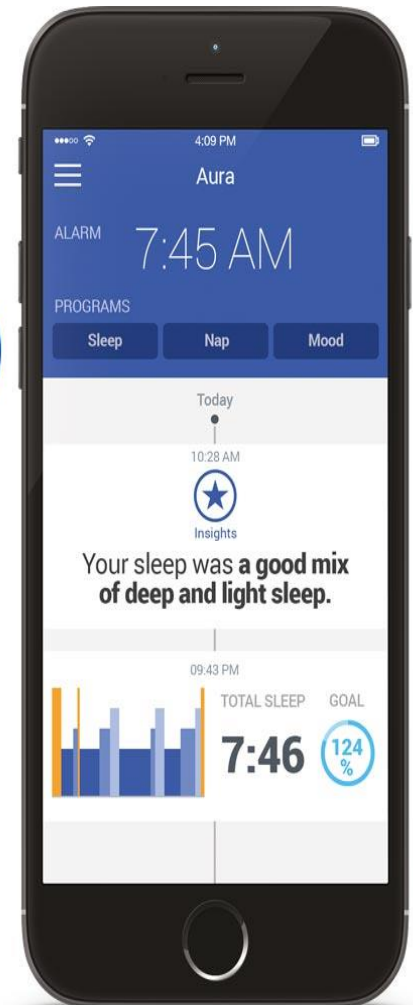 4:09 PM
Aura
ALARM 7:45 AM
PROGRAMS
Sleep Nap Mood
Today
10:28 AM
Insights
Your sleep was a good mix
of deep and light sleep.
09:43 PM
TOTAL SLEEP GOAL
7:46 124
%